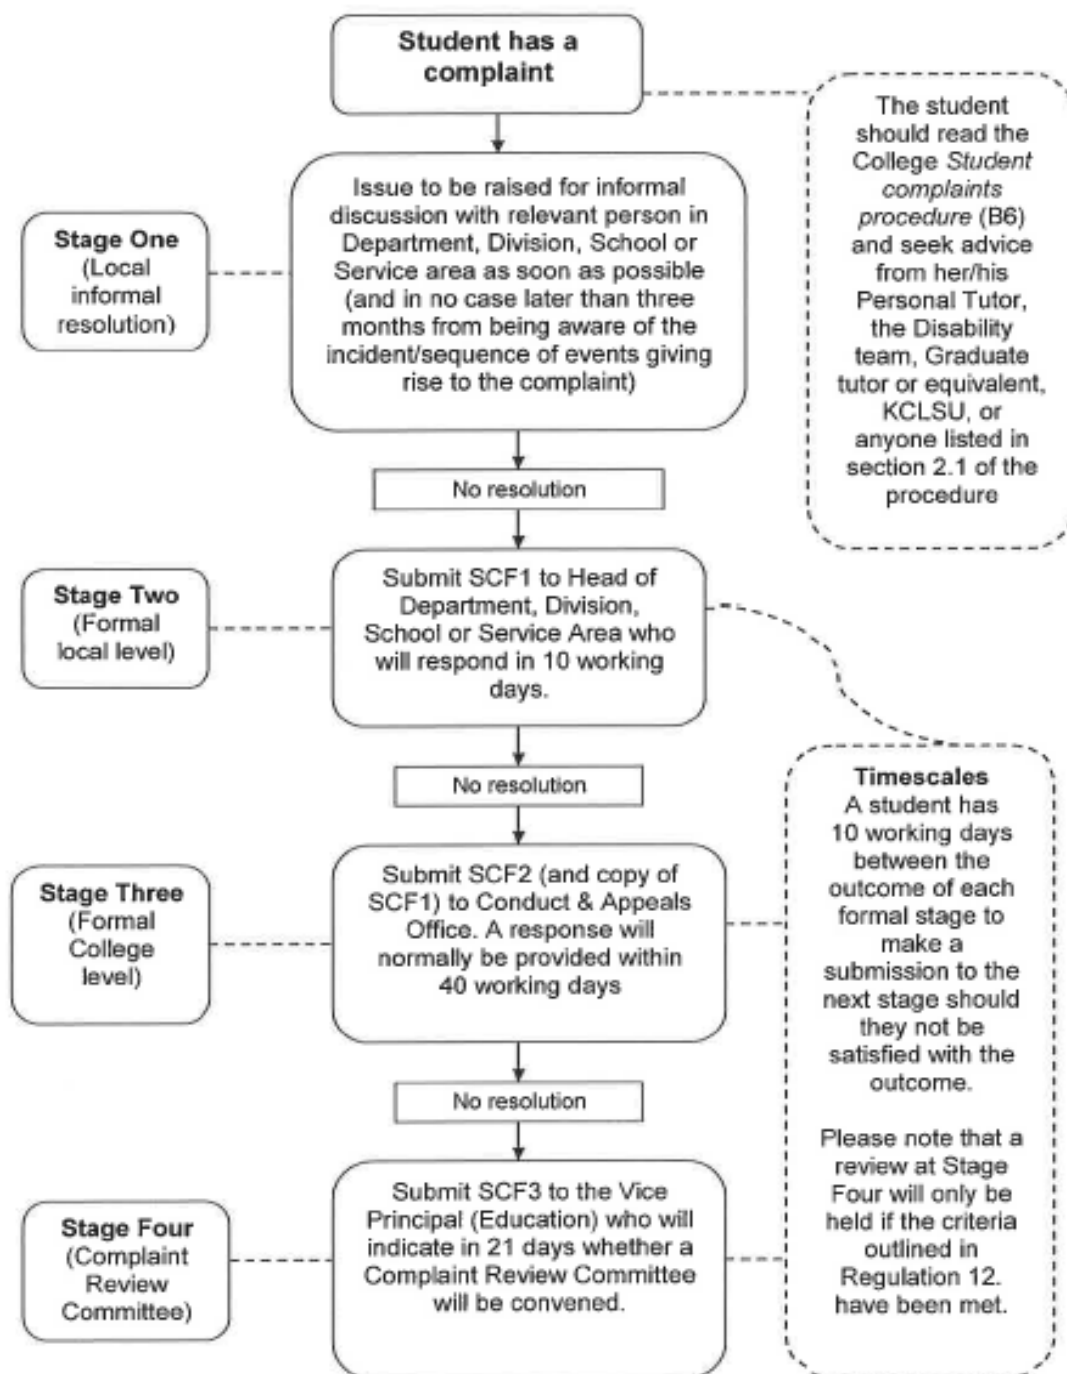 Student has a
complaint
The student
should read the
College Student
complaints
procedure (B6)
and seek advice
from her/his
Personal Tutor,
the Disability
team, Graduate
tutor or equivalent,
KCLSU, or
anyone listed in
section 2.1 of the
procedure
Stage One
(Local
informal
resolution)
Issue to be raised for informal
discussion with relevant person in
Department, Division, School or
Service area as soon as possible
(and in no case later than three
months from being aware of the
incident/sequence of events giving
rise to the complaint)
No resolution
Stage Two
(Formal
local level)
Submit SCF1 to Head of
Department, Division,
School or Service Area who
will respond in 10 working
days.
No resolution
Timescales
A student has
10 working days
between the
outcome of each
formal stage to
make a
submission to the
next stage should
they not be
satisfied with the
outcome.
Please note that a
review at Stage
Four will only be
held if the criteria
outlined in
Regulation 12.
have been met.
Stage Three
(Formal
College
level)
Submit SCF2 (and copy of
SCF1) to Conduct & Appeals
Office. A response will
normally be provided within
40 working days
No resolution
Stage Four
(Complaint
Review
Committee)
Submit SCF3 to the Vice
Principal (Education) who will
indicate in 21 days whether a
Complaint Review Committee
will be convened.